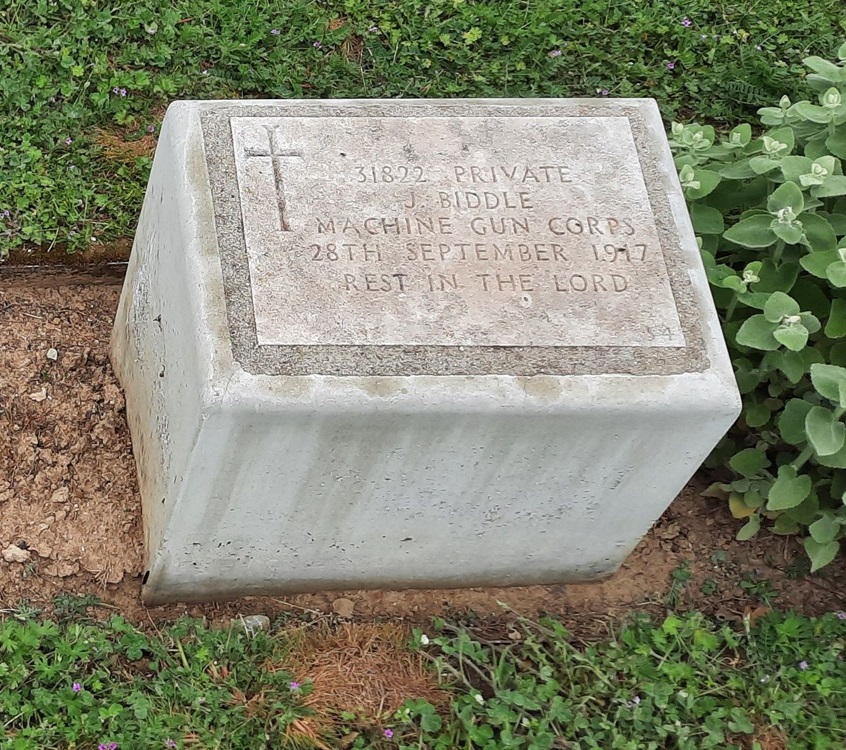 31822 PRIVATE
J. BIDDLE
MACHINE GUN CORPS
28TH SEPTEMBER 1917
REST IN THE LORD